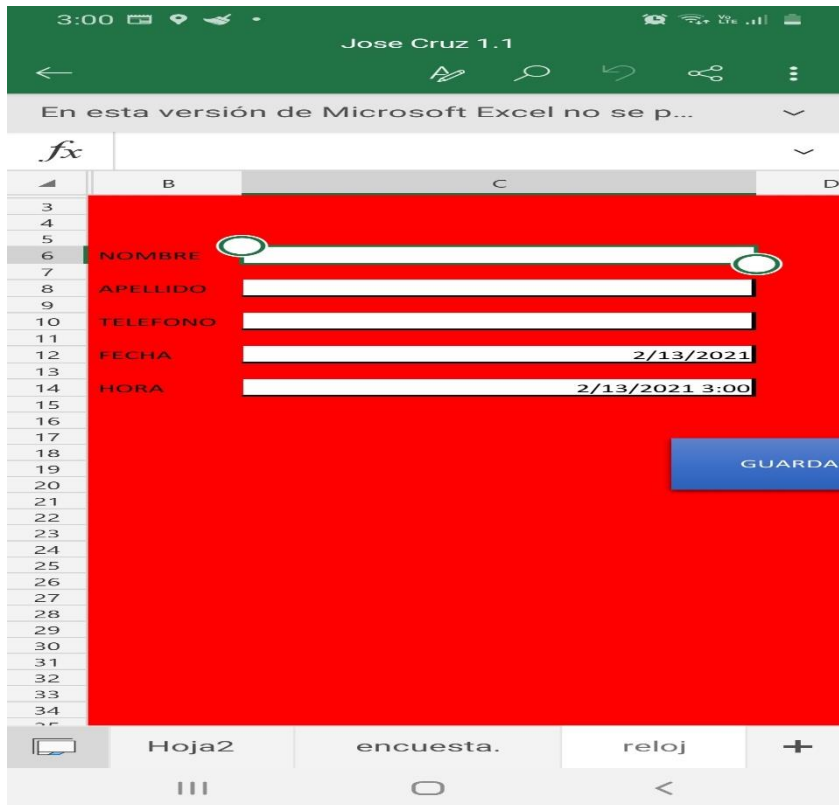 3:00
Jose Cruz 1.1
En esta versión de Microsoft Excel no se p...
fx
B C D
3
4
5
6 NOMBRE
7
8 APELLIDO
9
10 TELEFONO
11
12 FECHA 2/13/2021
13
14 HORA 2/13/2021 3:00
15
16
17
18
19 GUARDA
20
21
22
23
24
25
26
27
28
29
30
31
32
33
34
Hoja2 encuesta. reloj +